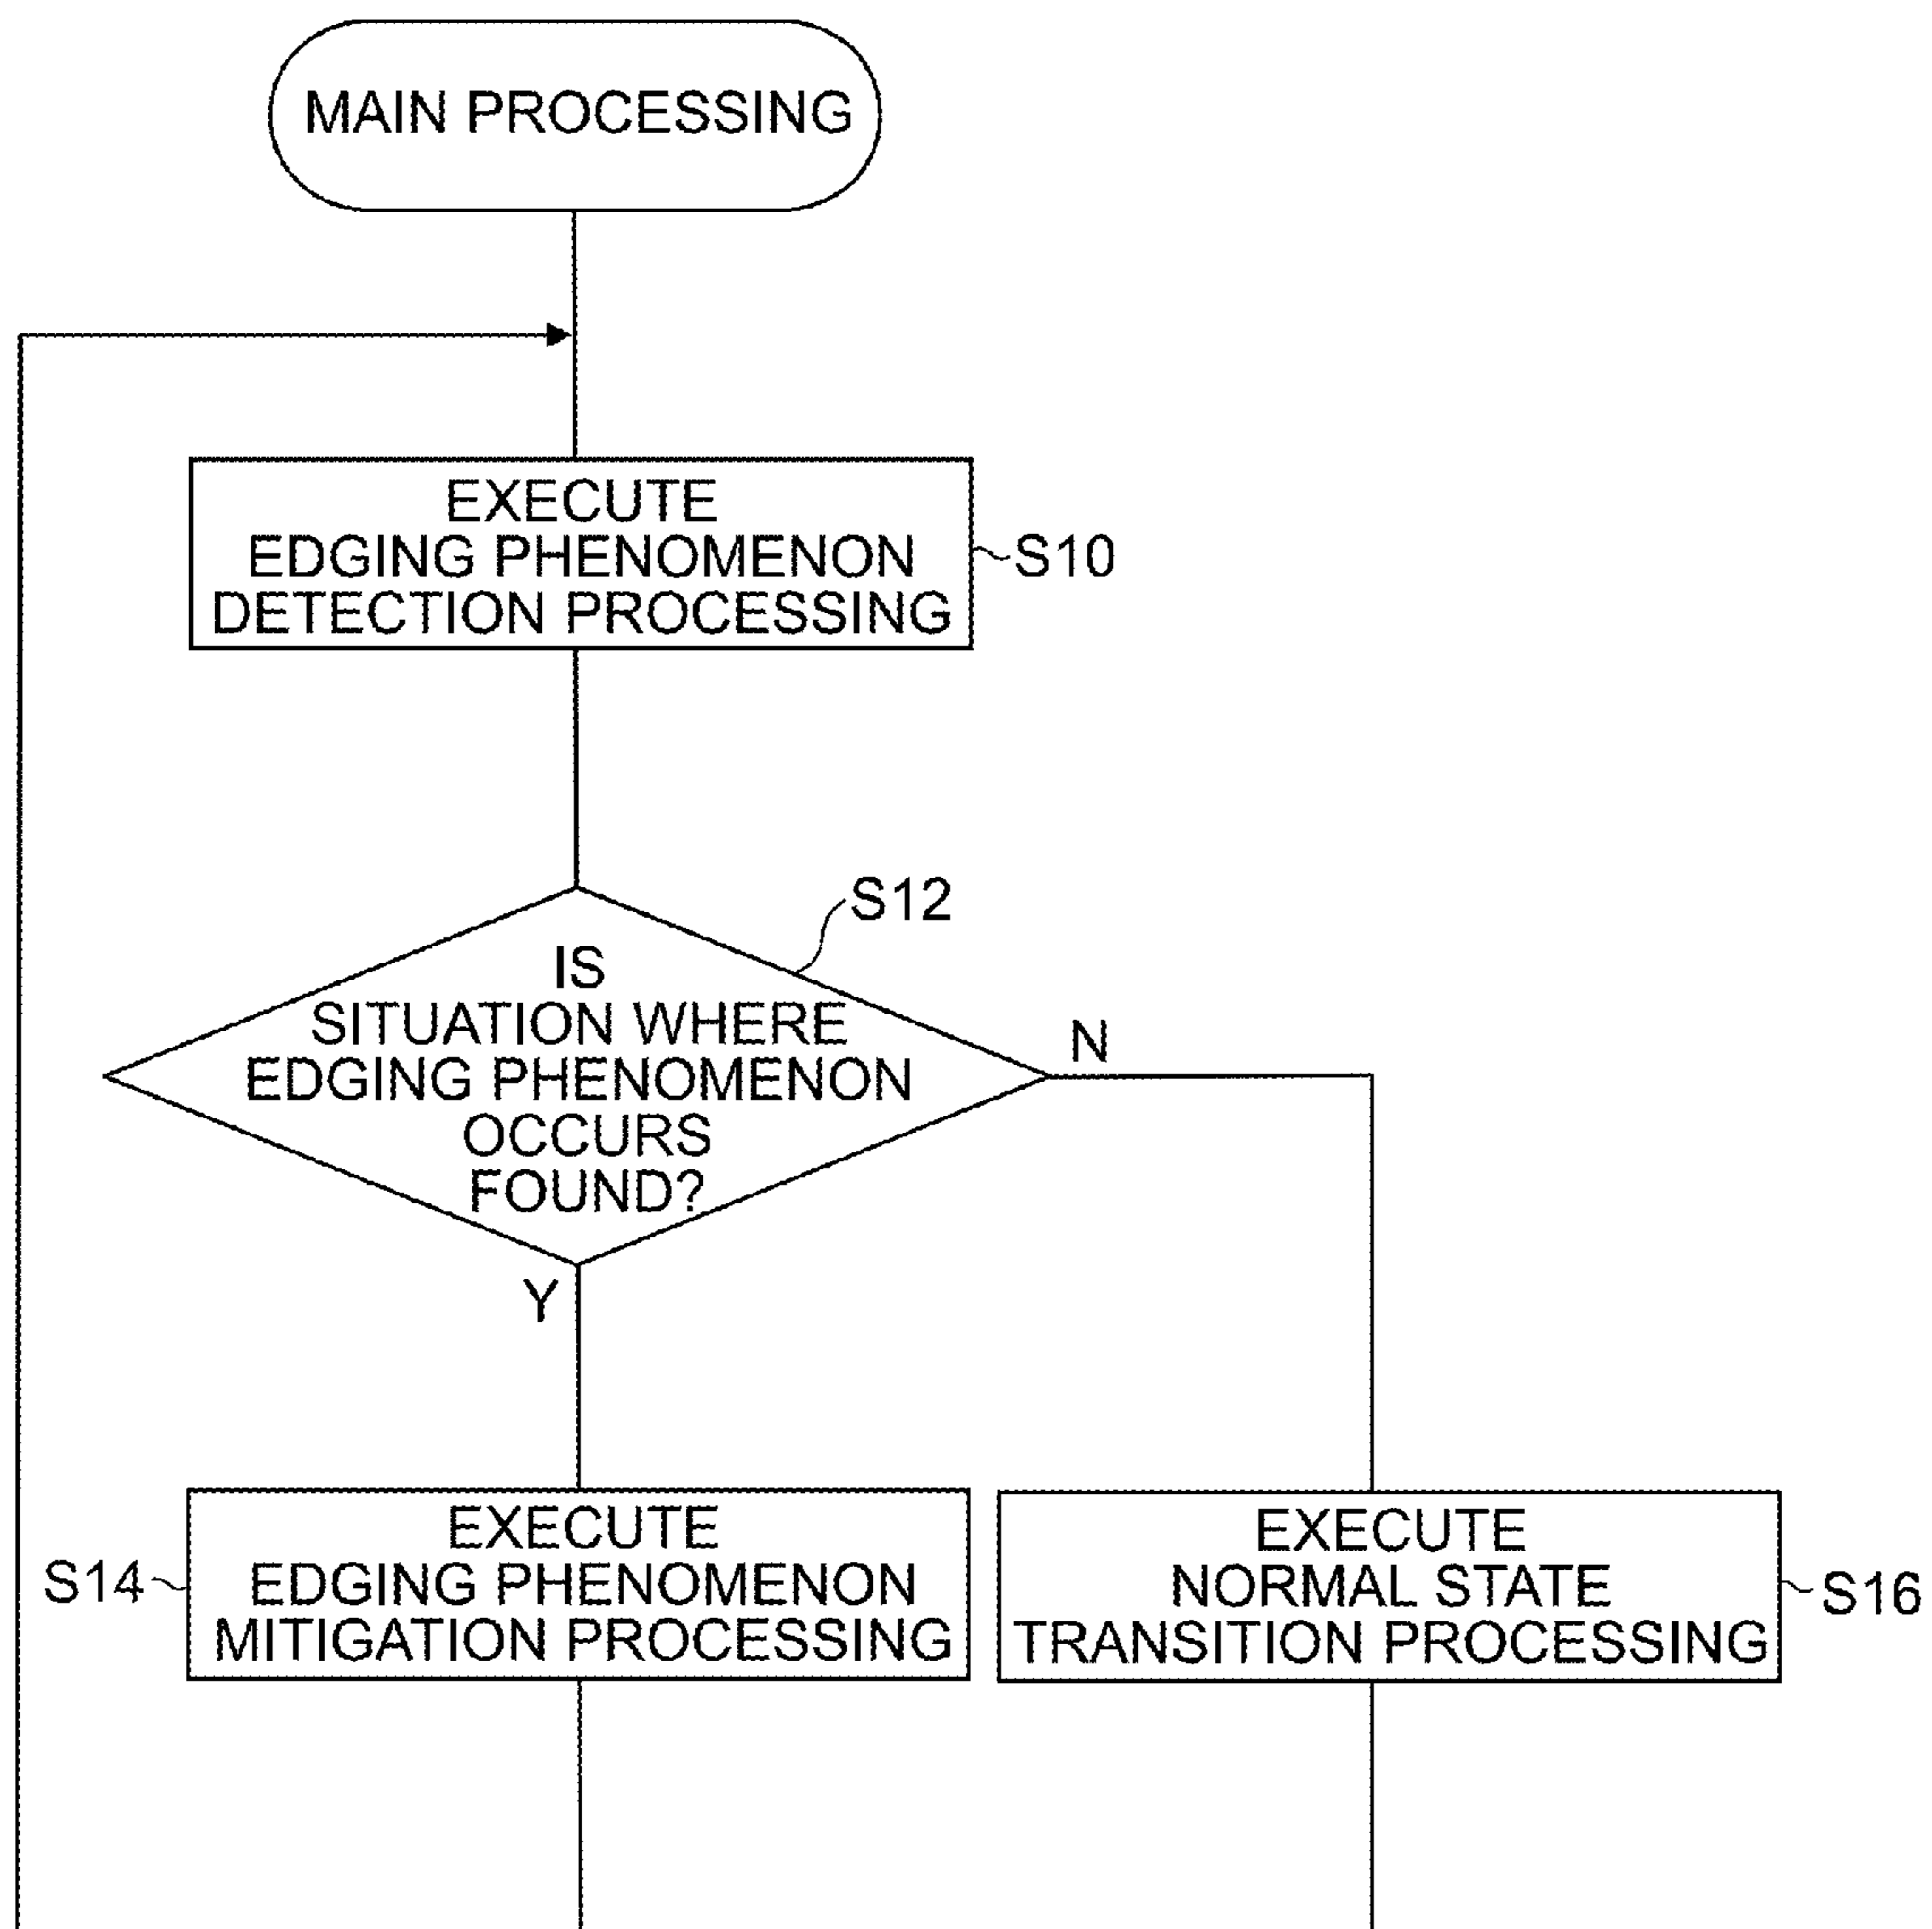 MAIN PROCESSING
EXECUTE
EDGING PHENOMENON
DETECTION PROCESSING
S10
S12
IS
SITUATION WHERE
EDGING PHENOMENON
OCCURS
FOUND?
N
Y
EXECUTE
EDGING PHENOMENON
MITIGATION PROCESSING
S14
EXECUTE
NORMAL STATE
TRANSITION PROCESSING
S16